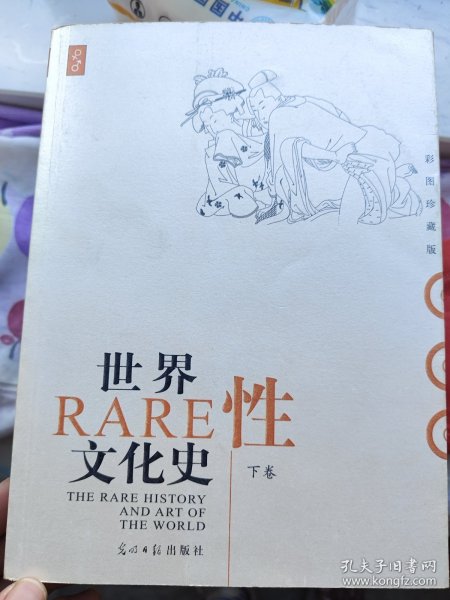 彩图珍藏版
世界
RARE性
文化史
下卷
THE RARE HISTORY
AND ART OF
THE WORLD
光明日报出版社
孔夫子旧书网
www.kongfz.com